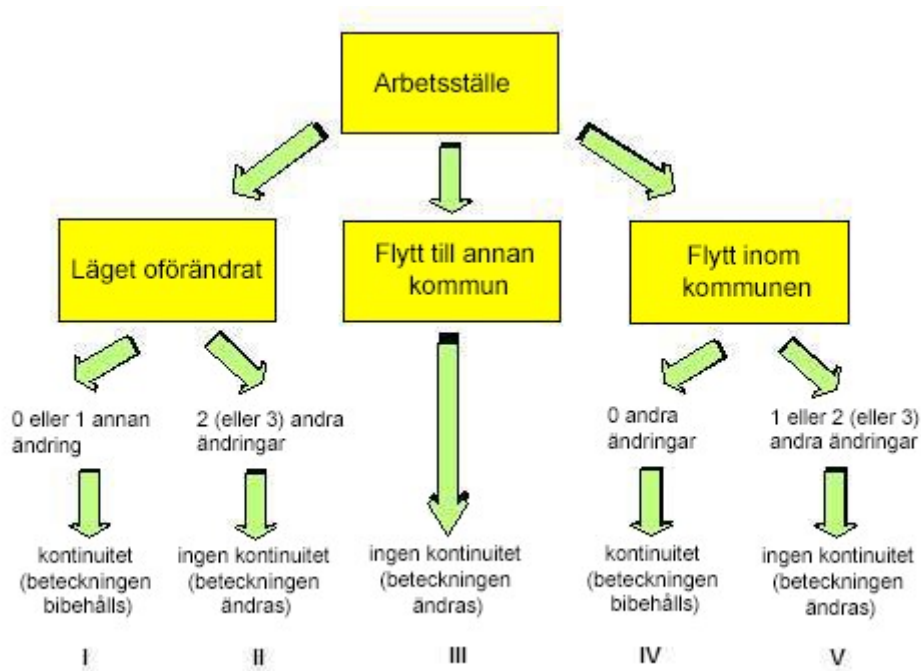 Arbetsställe
Läget oförändrat
Flytt till annan
kommun
Flytt inom
kommunen
0 eller 1 annan
ändring
2 (eller 3) andra
ändringar
0 andra
ändringar
1 eller 2 (eller 3)
andra ändringar
kontinuitet
(beteckningen
bibehålls)
ingen kontinuitet
(beteckningen
ändras)
ingen kontinuitet
(beteckningen
ändras)
kontinuitet
(beteckningen
bibehålls)
ingen kontinuitet
(beteckningen
ändras)
I
II
III
IV
V